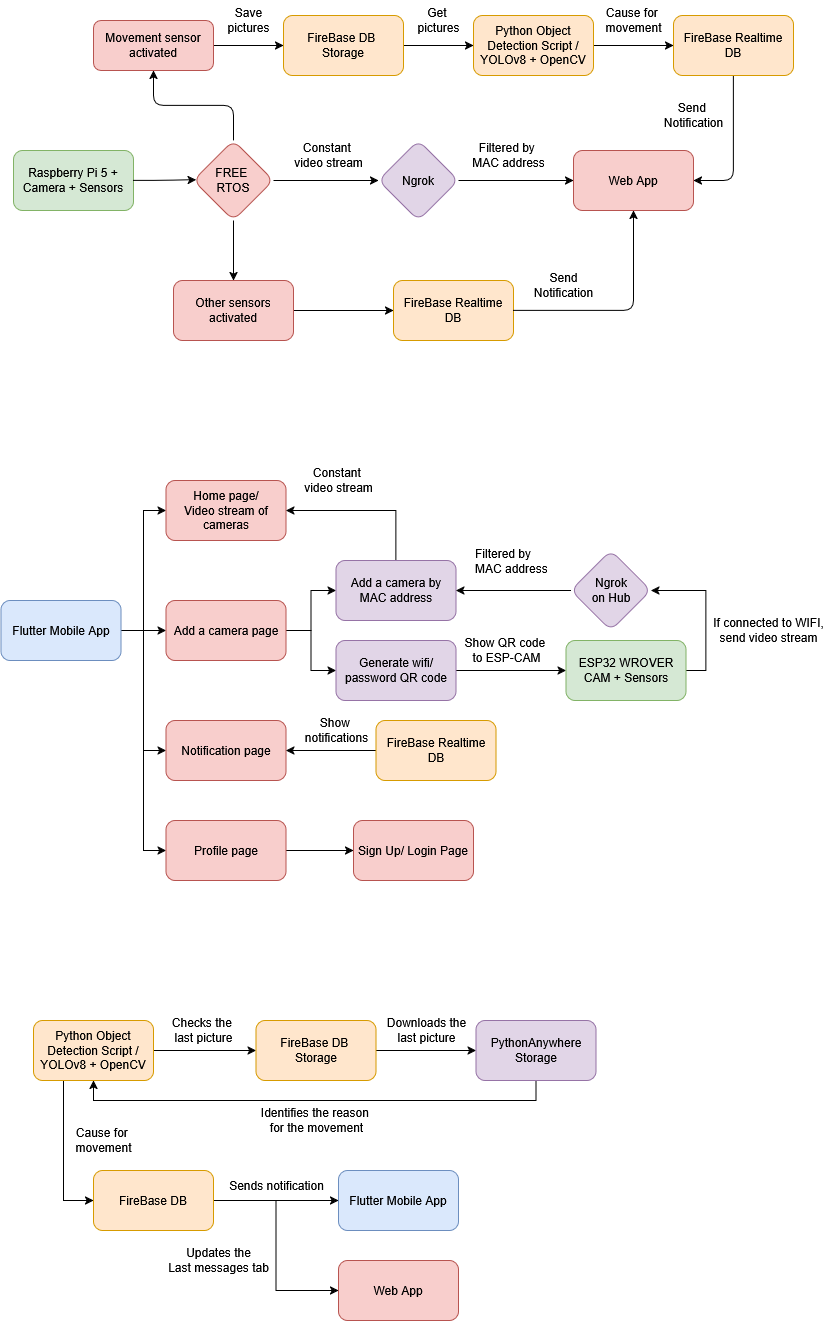 Movement sensor
activated
Save
pictures
FireBase DB
Storage
Get
pictures
Python Object
Detection Script /
YOLOv8 + OpenCV
Cause for
movement
FireBase Realtime
DB
Send
Notification
Raspberry Pi 5 +
Camera + Sensors
FREE
RTOS
Constant
video stream
Ngrok
Filtered by
MAC address
Web App
Other sensors
activated
FireBase Realtime
DB
Send
Notification
Flutter Mobile App
Home page/
Video stream of
cameras
Constant
video stream
Add a camera page
Add a camera by
MAC address
Filtered by
MAC address
Ngrok
on Hub
If connected to WIFI,
send video stream
Generate wifi/
password QR code
Show QR code
to ESP-CAM
ESP32 WROVER
CAM + Sensors
Notification page
Show
notifications
FireBase Realtime
DB
Profile page
Sign Up/ Login Page
Python Object
Detection Script /
YOLOv8 + OpenCV
Checks the
last picture
FireBase DB
Storage
Downloads the
last picture
PythonAnywhere
Storage
Identifies the reason
for the movement
Cause for
movement
FireBase DB
Sends notification
Flutter Mobile App
Updates the
Last messages tab
Web App